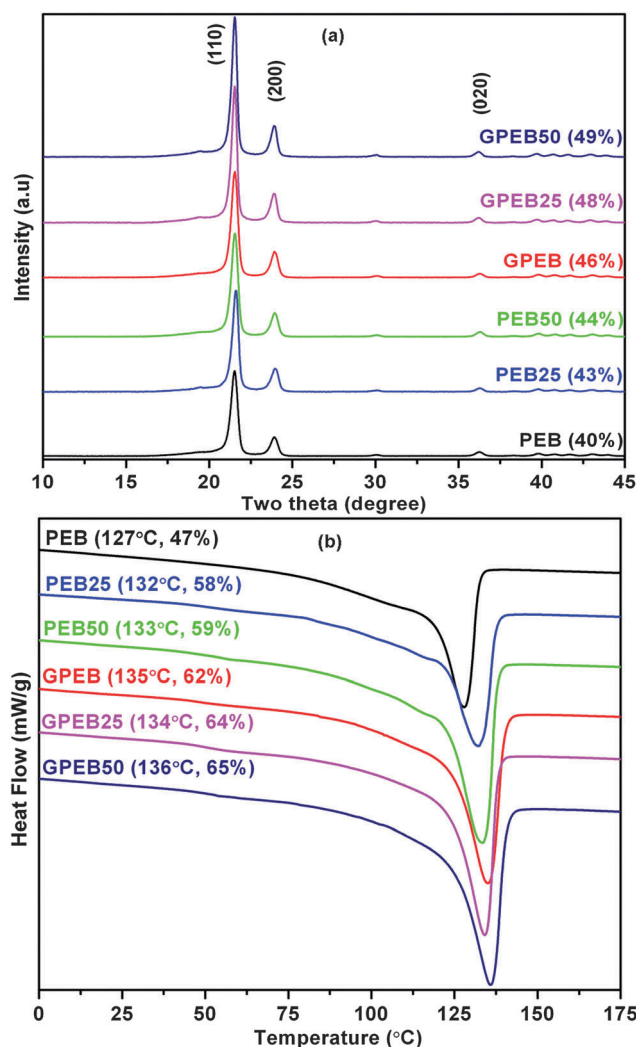 (a)
(110)
(200)
(020)
GPEB50 (49%)
GPEB25 (48%)
GPEB (46%)
PEB50 (44%)
PEB25 (43%)
PEB (40%)
Intensity (a.u)
10 15 20 25 30 35 40 45
Two theta (degree)
(b)
PEB (127°C, 47%)
PEB25 (132°C, 58%)
PEB50 (133°C, 59%)
GPEB (135°C, 62%)
GPEB25 (134°C, 64%)
GPEB50 (136°C, 65%)
Heat Flow (mW/g)
0 25 50 75 100 125 150 175
Temperature (°C)